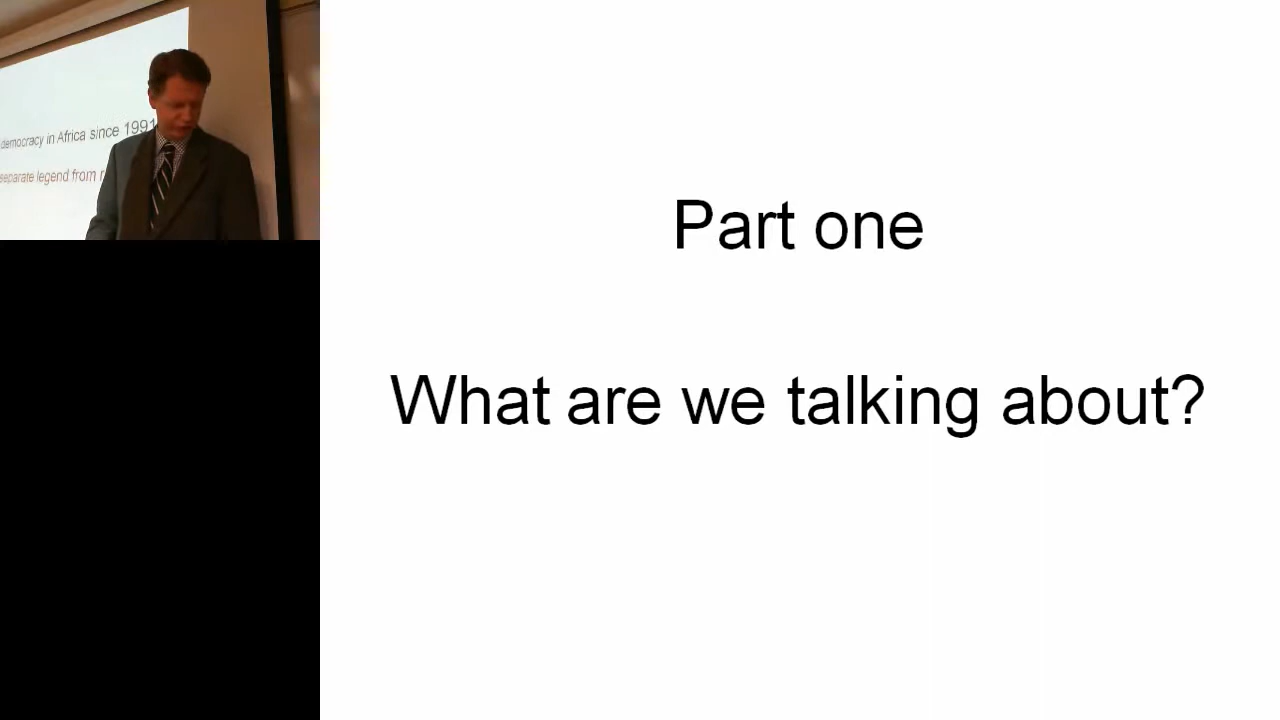 democracy in Africa since 1991
separate legend from
Part one
What are we talking about?